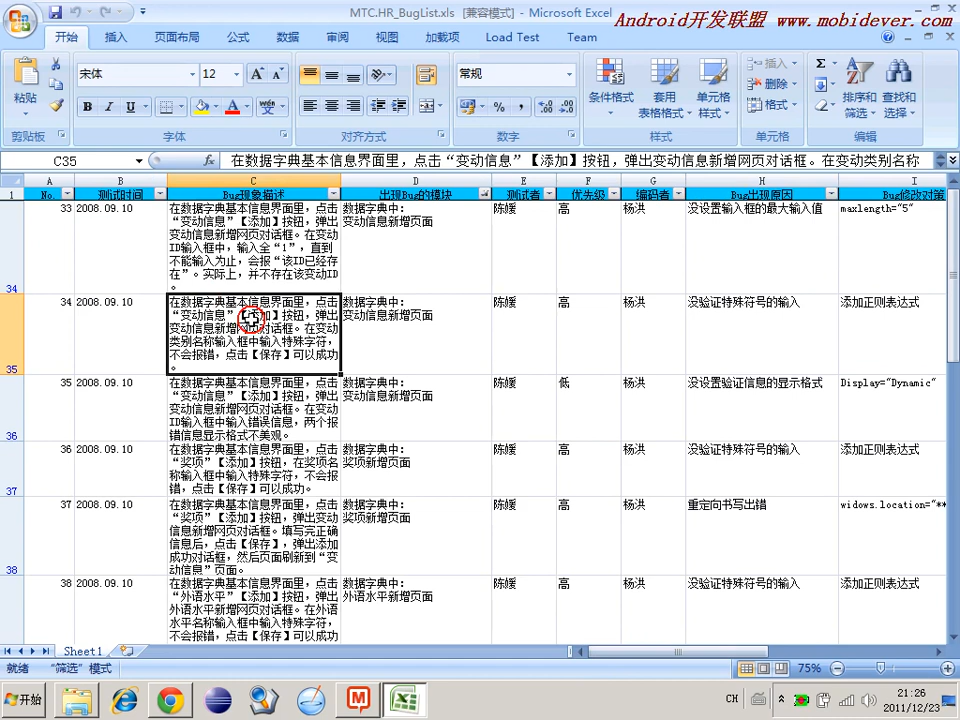 MTC.HR_BugList.xls [兼容模式] - Microsoft Excel
Android开发联盟 www.mobidever.com
开始 插入 页面布局 公式 数据 审阅 视图 加载项 Load Test Team
粘贴
剪贴板
宋体 12
B I U
字体
对齐方式
常规
数字
条件格式
套用
表格格式
单元格
样式
样式
插入
删除
格式
单元格
排序和
筛选
查找和
选择
编辑
C35 fx 在数据字典基本信息界面里，点击“变动信息”【添加】按钮，弹出变动信息新增网页对话框。在变动类别名称
A B C D E F G H I
1 No. 测试时间 Bug现象描述 出现Bug的模块 测试者 优先级 编码者 Bug出现原因 Bug修改对策
33 2008.09.10
在数据字典基本信息界面里，点击
“变动信息”【添加】按钮，弹出
变动信息新增网页对话框。在变动
ID输入框中，输入全“1”，直到
不能输入为止，会报“该ID已经存
在”。实际上，并不存在该变动ID
。
数据字典中：
变动信息新增页面
陈媛 高 杨洪 没设置输入框的最大输入值 maxlength="5"
34
34 2008.09.10
在数据字典基本信息界面里，点击
“变动信息”【添加】按钮，弹出
变动信息新增网页对话框。在变动
类别名称输入框中输入特殊字符，
不会报错，点击【保存】可以成功
。
数据字典中：
变动信息新增页面
陈媛 高 杨洪 没验证特殊符号的输入 添加正则表达式
35
35 2008.09.10
在数据字典基本信息界面里，点击
“变动信息”【添加】按钮，弹出
变动信息新增网页对话框。在变动
ID输入框中输入错误信息，两个报
错信息显示格式不美观。
数据字典中：
变动信息新增页面
陈媛 低 杨洪 没设置验证信息的显示格式 Display="Dynamic"
36
36 2008.09.10
在数据字典基本信息界面里，点击
“奖项”【添加】按钮，在奖项名
称输入框中输入特殊字符，不会报
错，点击【保存】可以成功。
数据字典中：
奖项新增页面
陈媛 高 杨洪 没验证特殊符号的输入 添加正则表达式
37
37 2008.09.10
在数据字典基本信息界面里，点击
“奖项”【添加】按钮，弹出变动
信息新增网页对话框。填写完正确
信息后，点击【保存】，弹出添加
成功对话框，然后页面刷新到“变
动信息”页面。
数据字典中：
奖项新增页面
陈媛 高 杨洪 重定向书写出错 widows.location="**
38
38 2008.09.10
在数据字典基本信息界面里，点击
“外语水平”【添加】按钮，弹出
外语水平新增网页对话框。在外语
水平名称输入框中输入特殊字符，
不会报错，点击【保存】可以成功
数据字典中：
外语水平新增页面
陈媛 高 杨洪 没验证特殊符号的输入 添加正则表达式
Sheet1
就绪 “筛选”模式 75%
开始 CH 21:26
2011/12/23